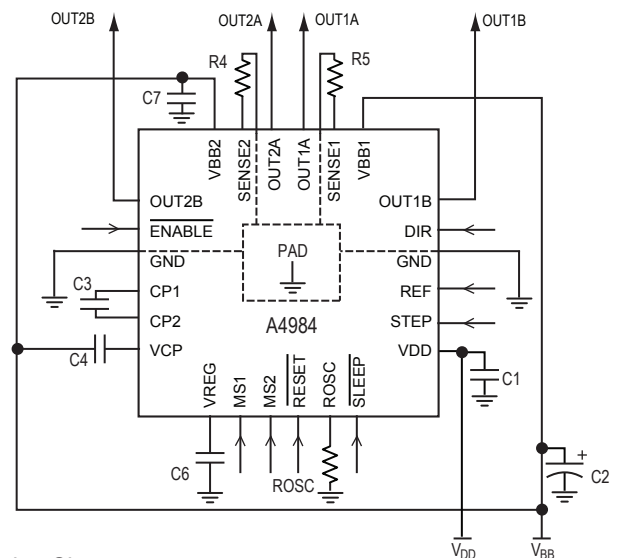 OUT2B
OUT2A
OUT1A
OUT1B
R4
R5
C7
VBB2
SENSE2
OUT2A
OUT1A
SENSE1
VBB1
OUT2B
OUT1B
ENABLE
DIR
GND
PAD
GND
C3
CP1
REF
CP2
A4984
STEP
C4
VCP
VDD
C1
VREG
MS1
MS2
RESET
ROSC
SLEEP
C6
ROSC
+
C2
VDD
VBB